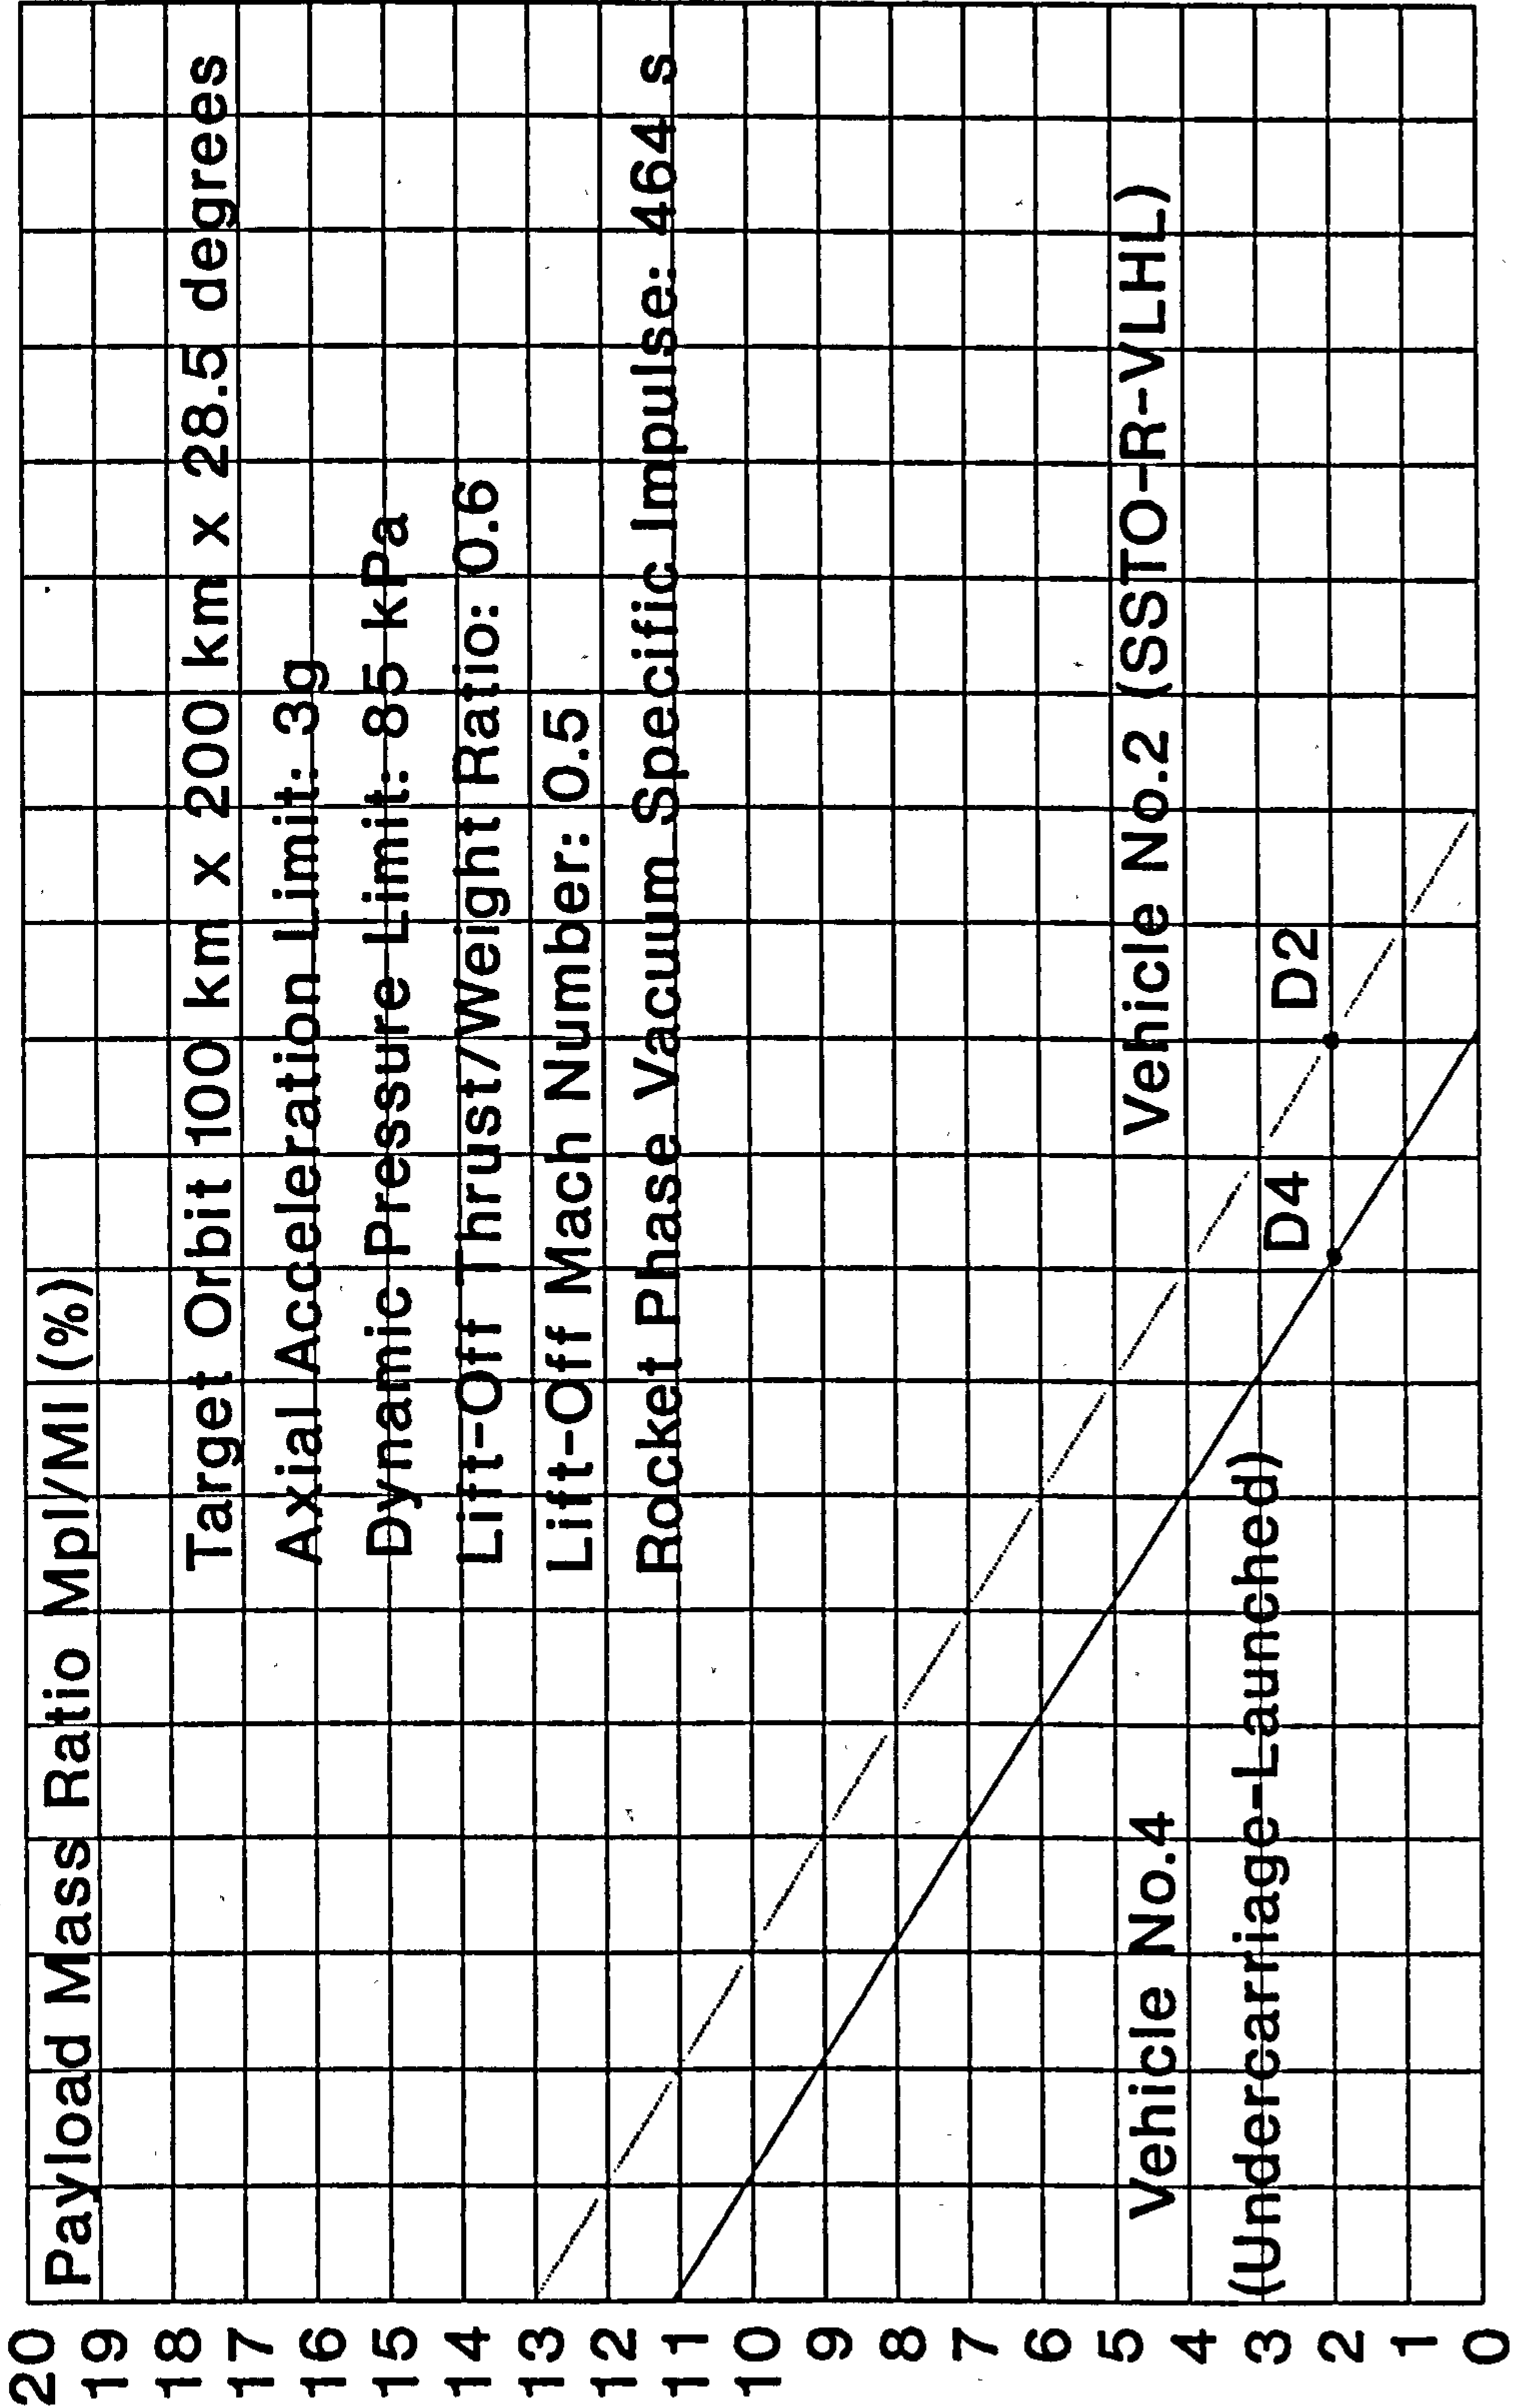 Payload Mass Ratio Mpl/Ml (%)
20
19
18
17
16
15
14
13
12
11
10
9
8
7
6
5
4
3
2
1
0
Target Orbit 100 km x 200 km x 28.5 degrees
Axial Acceleration Limit: 3g
Dynamic Pressure Limit: 85 kPa
Lift-Off Thrust/Weight Ratio: 0.6
Lift-Off Mach Number: 0.5
Rocket Phase Vacuum Specific Impulse: 464 s
Vehicle No.2 (SSTO-R-VLHL)
Vehicle No.4
(Undercarriage-Launched)
D4
D2